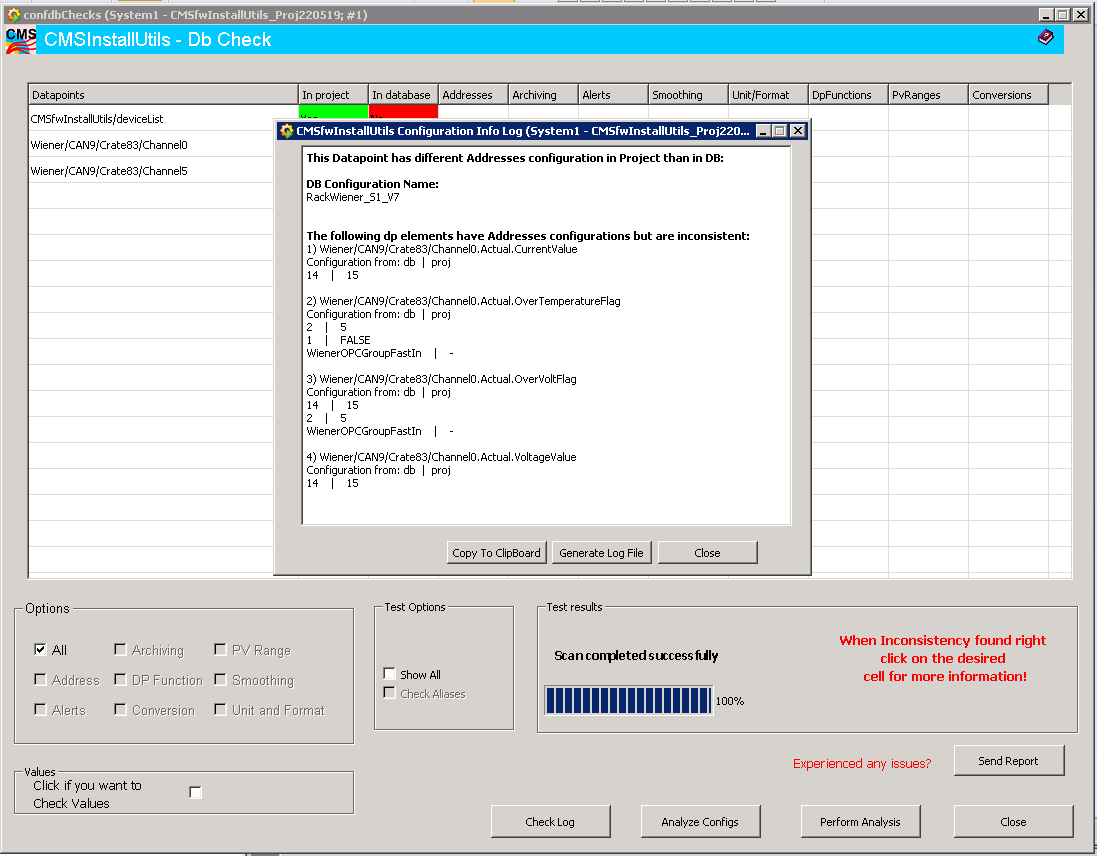 confdbChecks (System1 - CMSfwInstallUtils_Proj220519; #1)
CMS
CMSInstallUtils - Db Check
Datapoints In project In database Addresses Archiving Alerts Smoothing Unit/Format DpFunctions PvRanges Conversions
CMSfwInstallUtils/deviceList
Wiener/CAN9/Crate83/Channel0
Wiener/CAN9/Crate83/Channel5
CMSfwInstallUtils Configuration Info Log (System1 - CMSfwInstallUtils_Proj220...
This Datapoint has different Addresses configuration in Project than in DB:
DB Configuration Name:
RackWiener_S1_V7
The following dp elements have Addresses configurations but are inconsistent:
1) Wiener/CAN9/Crate83/Channel0.Actual.CurrentValue
Configuration from: db | proj
14 | 15
2) Wiener/CAN9/Crate83/Channel0.Actual.OverTemperatureFlag
Configuration from: db | proj
2 | 5
1 | FALSE
WienerOPCGroupFastIn | -
3) Wiener/CAN9/Crate83/Channel0.Actual.OverVoltFlag
Configuration from: db | proj
14 | 15
2 | 5
WienerOPCGroupFastIn | -
4) Wiener/CAN9/Crate83/Channel0.Actual.VoltageValue
Configuration from: db | proj
14 | 15
Copy To ClipBoard Generate Log File Close
Options
All Archiving PV Range
Address DP Function Smoothing
Alerts Conversion Unit and Format
Test Options
Show All
Check Aliases
Test results
Scan completed successfully
100%
When Inconsistency found right
click on the desired
cell for more information!
Values
Click if you want to
Check Values
Experienced any issues? Send Report
Check Log Analyze Configs Perform Analysis Close